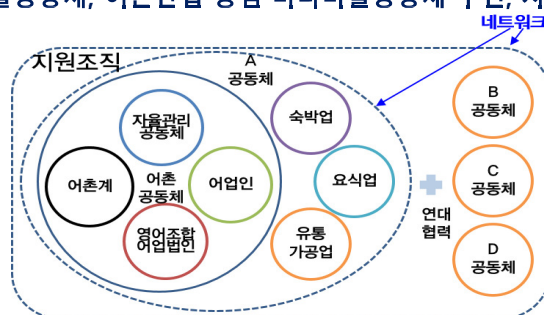 네트워크
지원조직
A
공동체
B
공동체
자율관리
공동체
숙박업
어촌계
어촌
공동체
어업인
요식업
C
공동체
연대
협력
영어조합
어업법인
유통
가공업
D
공동체